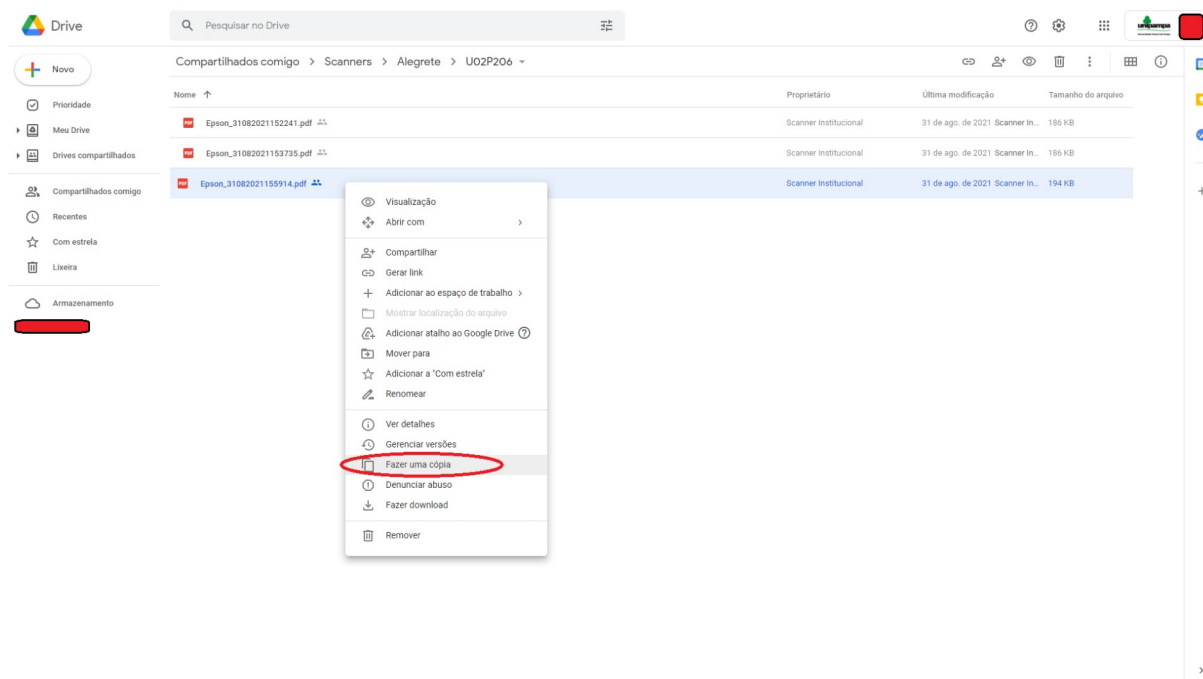 Drive
Pesquisar no Drive
unipampa
Novo
Compartilhados comigo > Scanners > Alegrete > U02P206
Nome
Proprietário
Última modificação
Tamanho do arquivo
Prioridade
Meu Drive
Drives compartilhados
Compartilhados comigo
Recentes
Com estrela
Lixeira
Armazenamento
Epson_31082021152241.pdf
Scanner Institucional
31 de ago. de 2021 Scanner In...
186 KB
Epson_31082021153735.pdf
Scanner Institucional
31 de ago. de 2021 Scanner In...
186 KB
Epson_31082021155914.pdf
Scanner Institucional
31 de ago. de 2021 Scanner In...
194 KB
Visualização
Abrir com
Compartilhar
Gerar link
Adicionar ao espaço de trabalho
Mostrar localização do arquivo
Adicionar atalho ao Google Drive
Mover para
Adicionar a "Com estrela"
Renomear
Ver detalhes
Gerenciar versões
Fazer uma cópia
Denunciar abuso
Fazer download
Remover